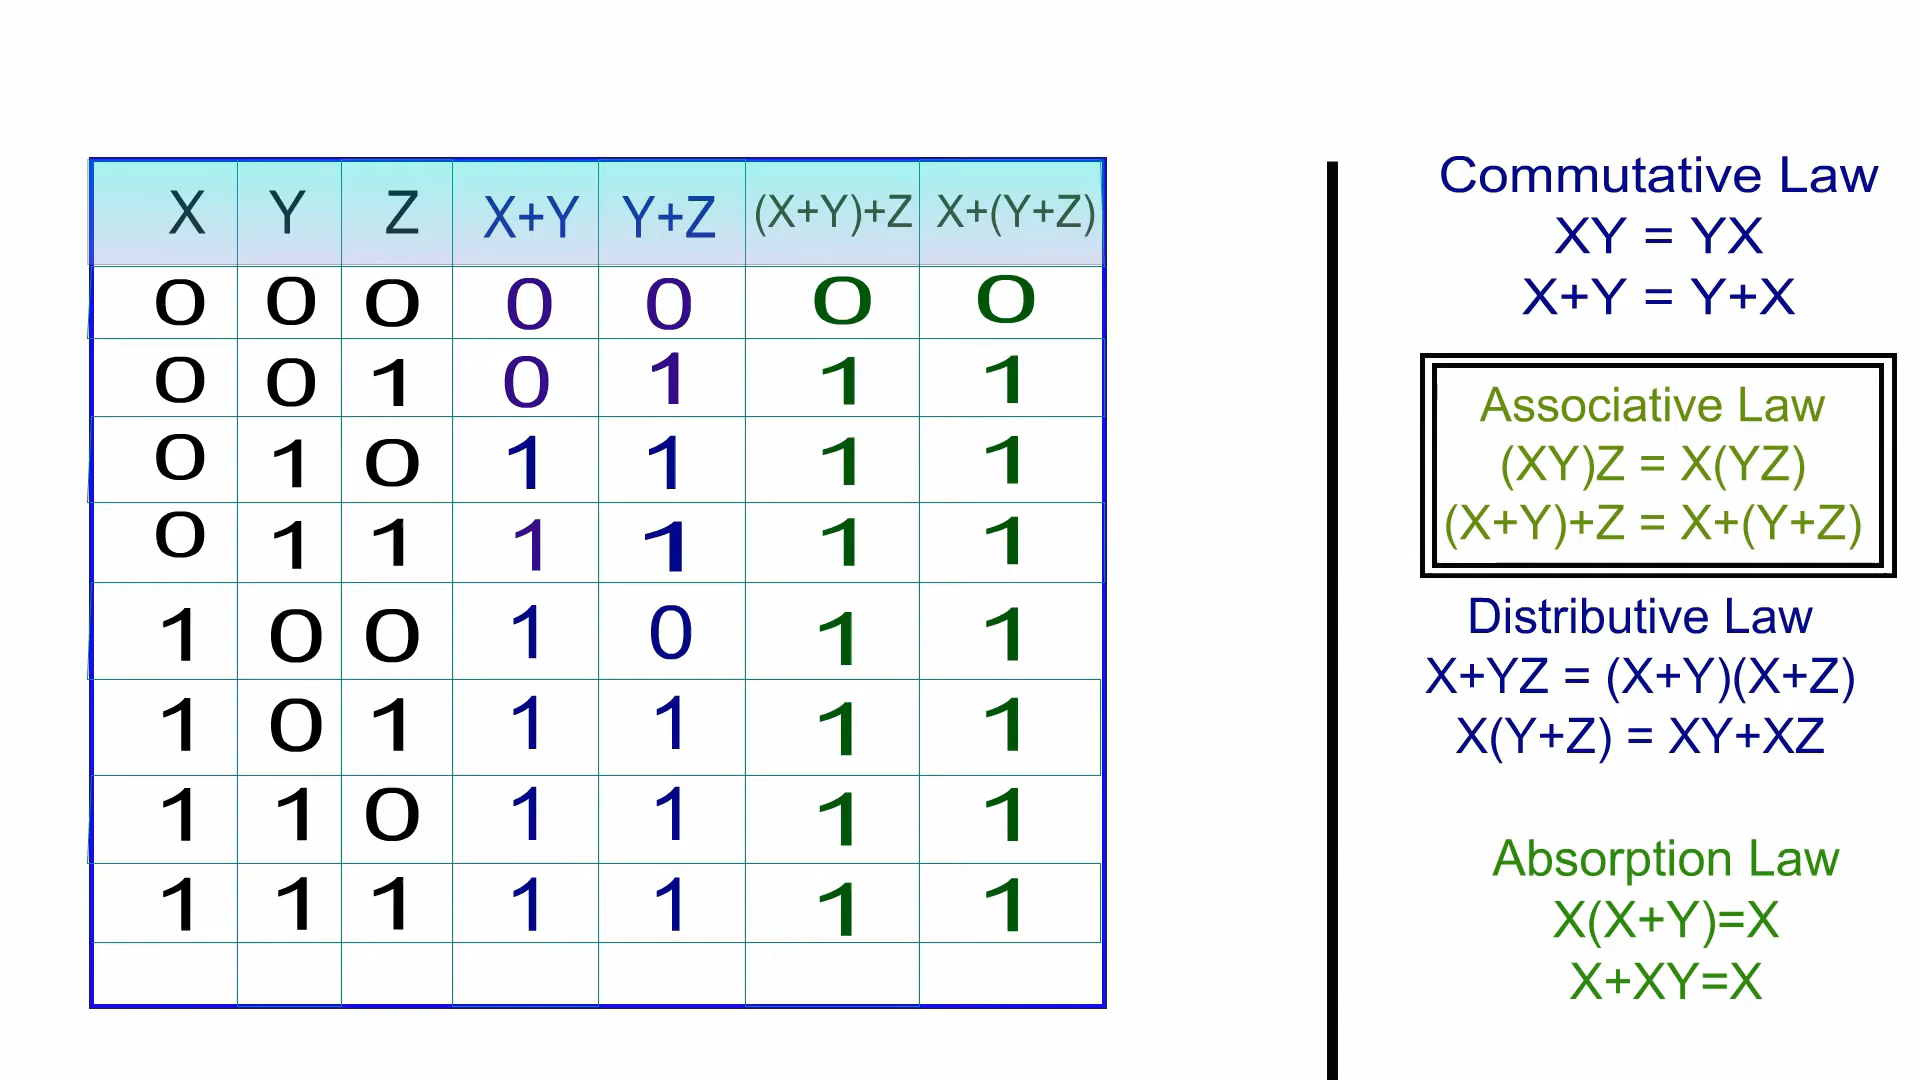 X Y Z X+Y Y+Z (X+Y)+Z X+(Y+Z)
0 0 0 0 0 0 0
0 0 1 0 1 1 1
0 1 0 1 1 1 1
0 1 1 1 1 1 1
1 0 0 1 0 1 1
1 0 1 1 1 1 1
1 1 0 1 1 1 1
1 1 1 1 1 1 1
Commutative Law
XY = YX
X+Y = Y+X
Associative Law
(XY)Z = X(YZ)
(X+Y)+Z = X+(Y+Z)
Distributive Law
X+YZ = (X+Y)(X+Z)
X(Y+Z) = XY+XZ
Absorption Law
X(X+Y)=X
X+XY=X